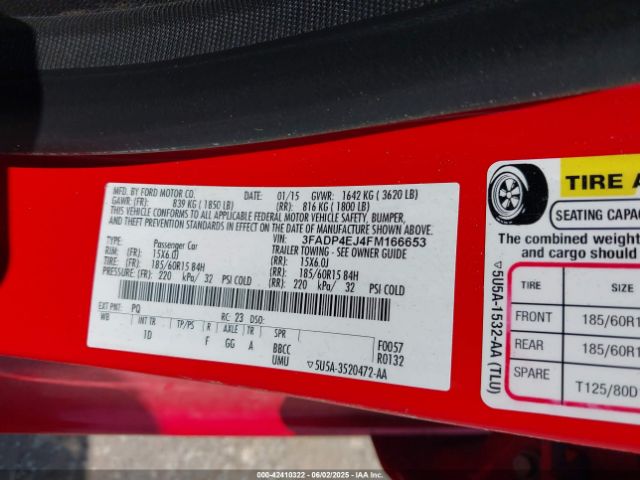 MFD. BY FORD MOTOR CO.
DATE: 01/15 GVWR: 1642 KG ( 3620 LB)
GAWR: (FR): 839 KG ( 1850 LB) (RR): 816 KG ( 1800 LB)
THIS VEHICLE CONFORMS TO ALL APPLICABLE FEDERAL MOTOR VEHICLE SAFETY, BUMPER,
AND THEFT PREVENTION STANDARDS IN EFFECT ON THE DATE OF MANUFACTURE SHOWN ABOVE.
VIN: 3FADP4EJ4FM166653
TYPE: Passenger Car TRAILER TOWING - SEE OWNER GUIDE
RIM: (FR): 15X6.0J (RR): 15X6.0J
TIRE: (FR): 185/60R15 84H (RR): 185/60R15 84H
PRESSURE: (FR): 220 kPa/ 32 PSI COLD (RR): 220 kPa/ 32 PSI COLD
EXT PNT: PQ RC: 23 DSO:
WB INT TR TP/PS R AXLE TR SPR
1D F GG A BBCC F0057
UMU R0132
▽5U5A-3520472-AA
TIRE A
SEATING CAPA
The combined weight
and cargo should
▽5U5A-1532-AA (TLU)
TIRE SIZE
FRONT 185/60R1
REAR 185/60R1
SPARE T125/80D
000-42410322 - 06/02/2025 - IAA Inc.